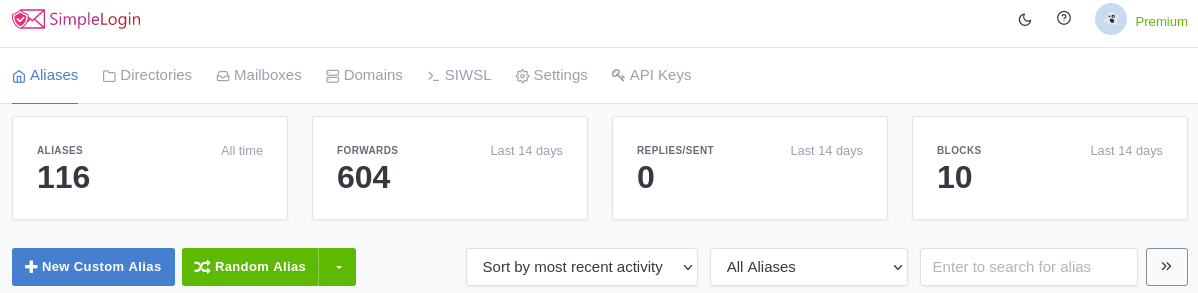 SimpleLogin
Premium
Aliases Directories Mailboxes Domains SIWSL Settings API Keys
ALIASES All time
116
FORWARDS Last 14 days
604
REPLIES/SENT Last 14 days
0
BLOCKS Last 14 days
10
New Custom Alias Random Alias Sort by most recent activity All Aliases Enter to search for alias